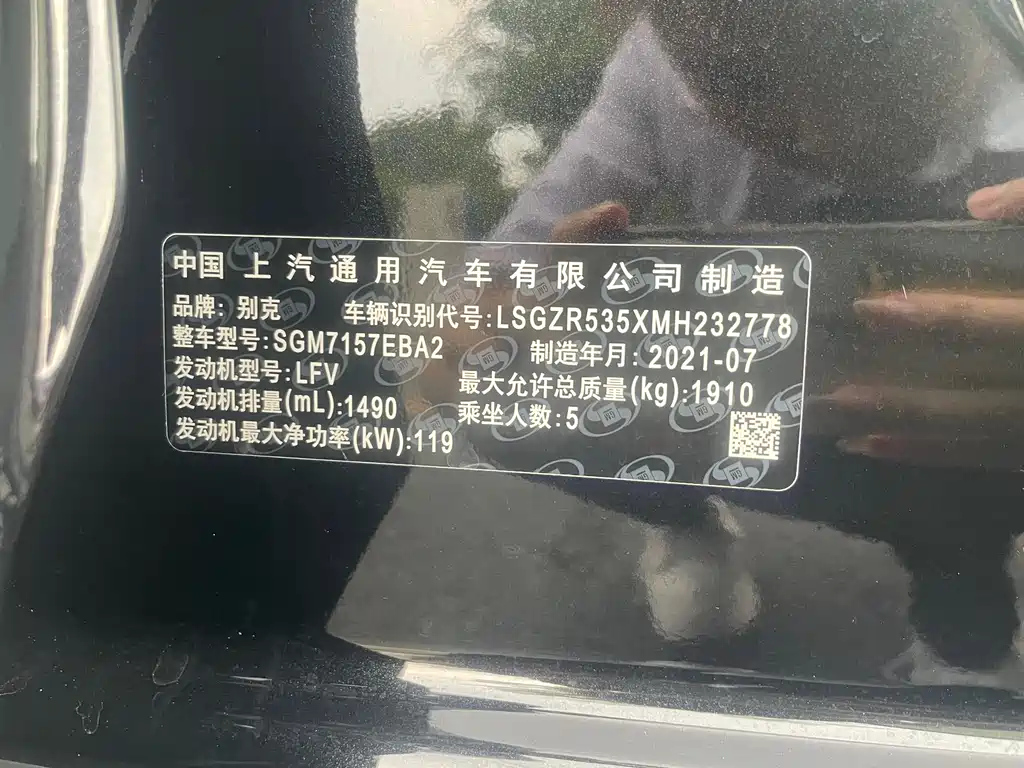 中国上汽通用汽车有限公司制造
品牌：别克 车辆识别代号：LSGZR535XMH232778
整车型号：SGM7157EBA2 制造年月：2021-07
发动机型号：LFV 最大允许总质量(kg)：1910
发动机排量(mL)：1490 乘坐人数：5
发动机最大净功率(kW)：119